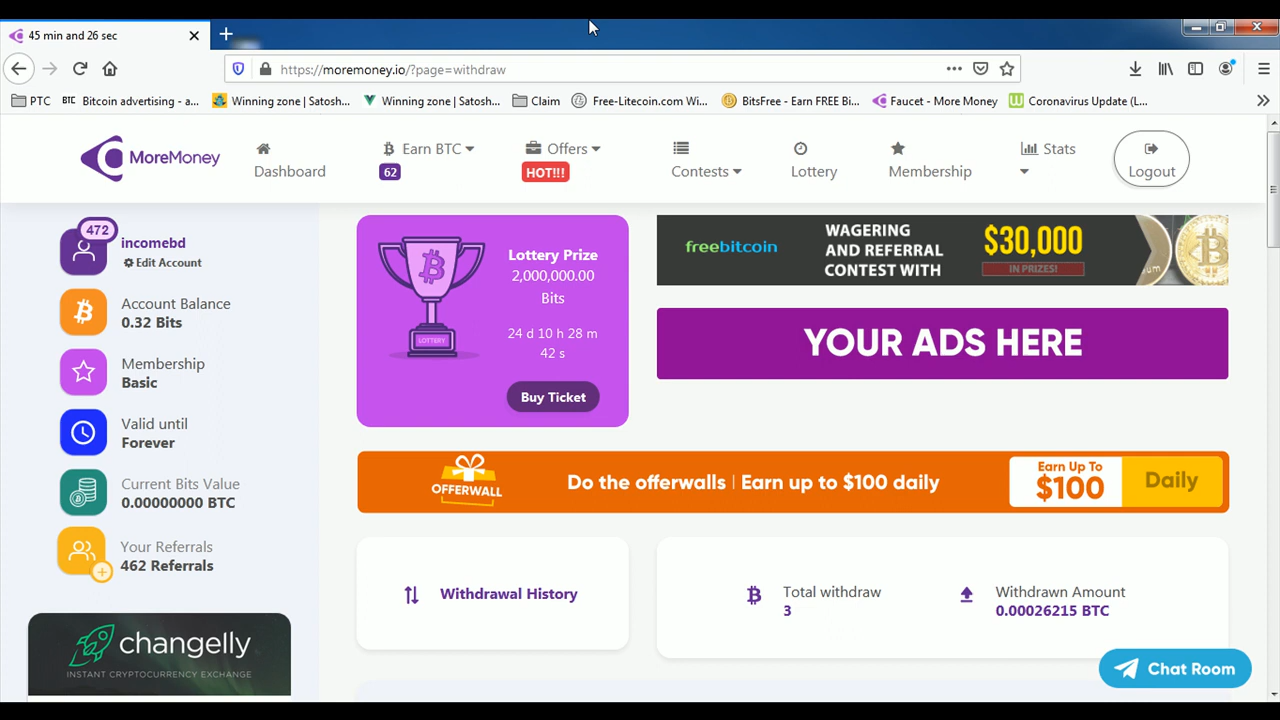 45 min and 26 sec
https://moremoney.io/?page=withdraw
PTC
BTC Bitcoin advertising - a...
Winning zone | Satosh...
Winning zone | Satosh...
Claim
Free-Litecoin.com Wi...
BitsFree - Earn FREE Bi...
Faucet - More Money
Coronavirus Update (L...
MoreMoney
Dashboard
Earn BTC
62
Offers
HOT!!!
Contests
Lottery
Membership
Stats
Logout
472
incomebd
Edit Account
Account Balance
0.32 Bits
Membership
Basic
Valid until
Forever
Current Bits Value
0.00000000 BTC
Your Referrals
462 Referrals
changelly
INSTANT CRYPTOCURRENCY EXCHANGE
LOTTERY
Lottery Prize
2,000,000.00
Bits
24 d 10 h 28 m
42 s
Buy Ticket
freebitcoin
WAGERING
AND REFERRAL
CONTEST WITH
$30,000
IN PRIZES!
YOUR ADS HERE
OFFERWALL
Do the offerwalls | Earn up to $100 daily
Earn Up To
$100
Daily
Withdrawal History
Total withdraw
3
Withdrawn Amount
0.00026215 BTC
Chat Room